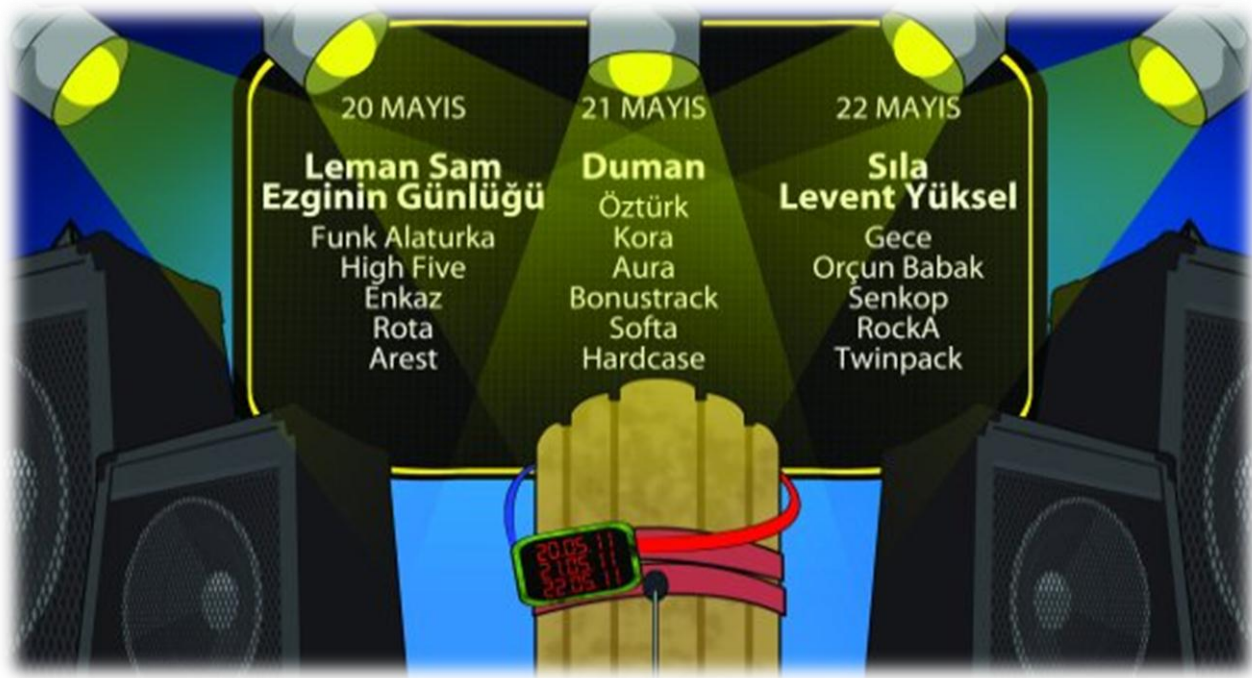 20 MAYIS
Leman Sam
Ezginin Günlüğü
Funk Alaturka
High Five
Enkaz
Rota
Arest
21 MAYIS
Duman
Öztürk
Kora
Aura
Bonustrack
Softa
Hardcase
22 MAYIS
Sıla
Levent Yüksel
Gece
Orçun Babak
Senkop
RockA
Twinpack
20.05.11
21.05.11
22.05.11